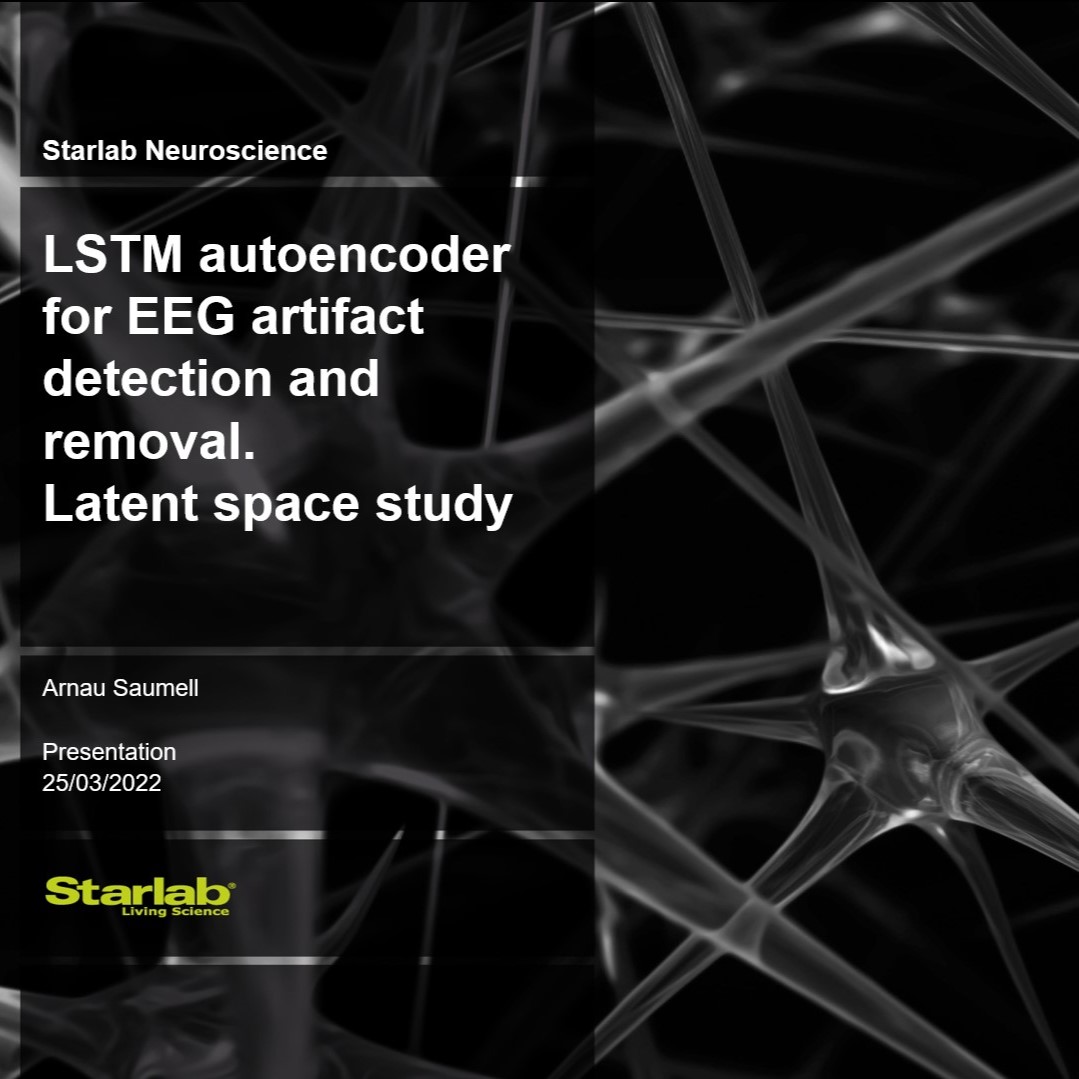 Starlab Neuroscience
LSTM autoencoder
for EEG artifact
detection and
removal.
Latent space study
Arnau Saumell
Presentation
25/03/2022
Starlab®
Living Science